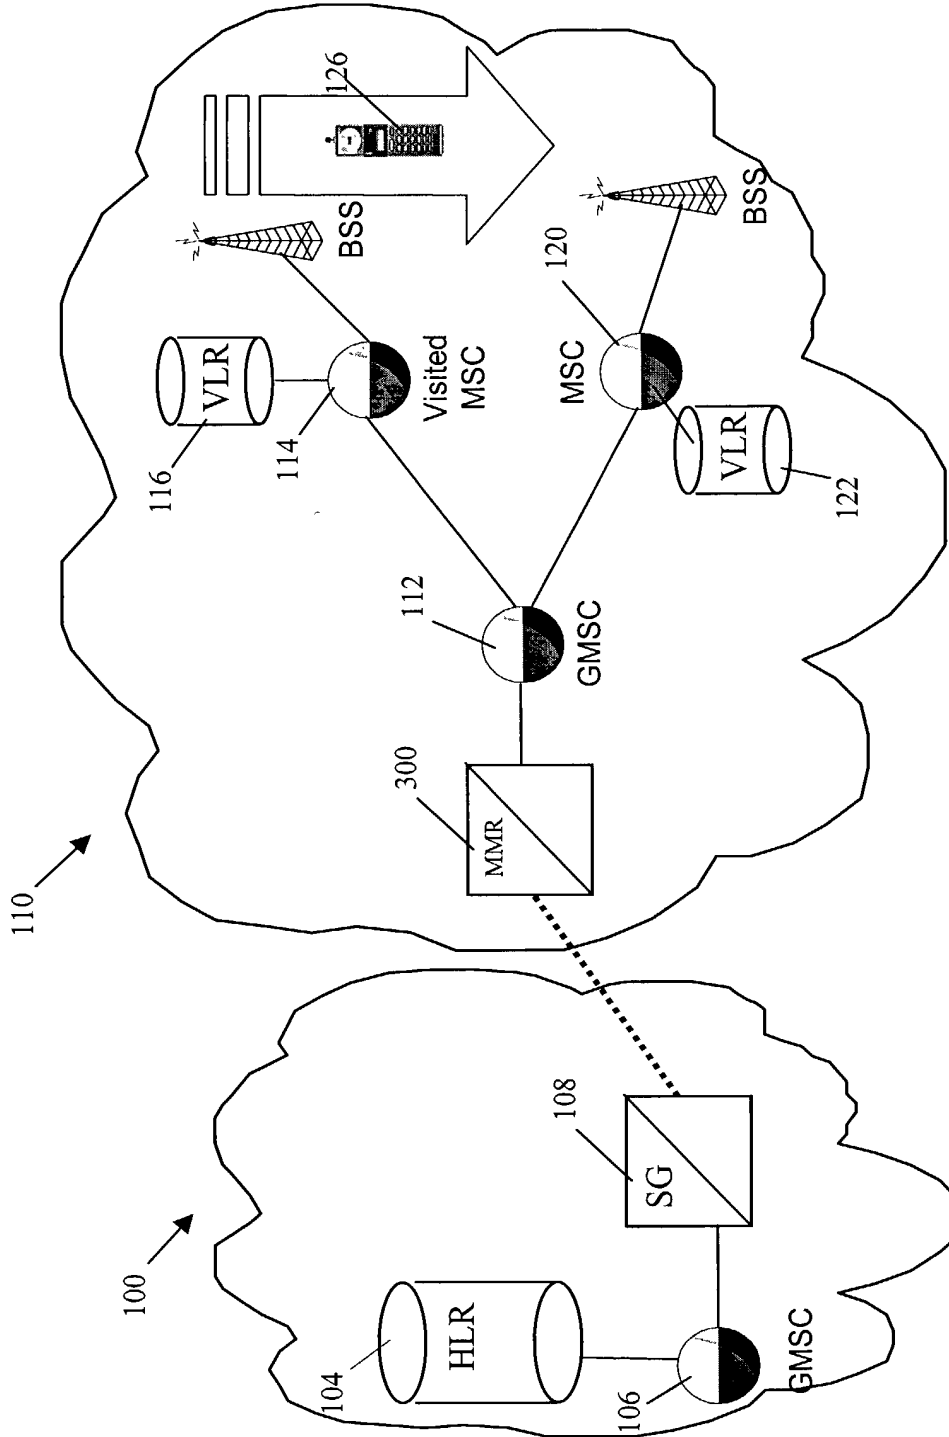 110
100
104
HLR
106
GMSC
108
SG
300
MMR
112
GMSC
116
VLR
114
Visited
MSC
BSS
126
120
MSC
VLR
122
BSS